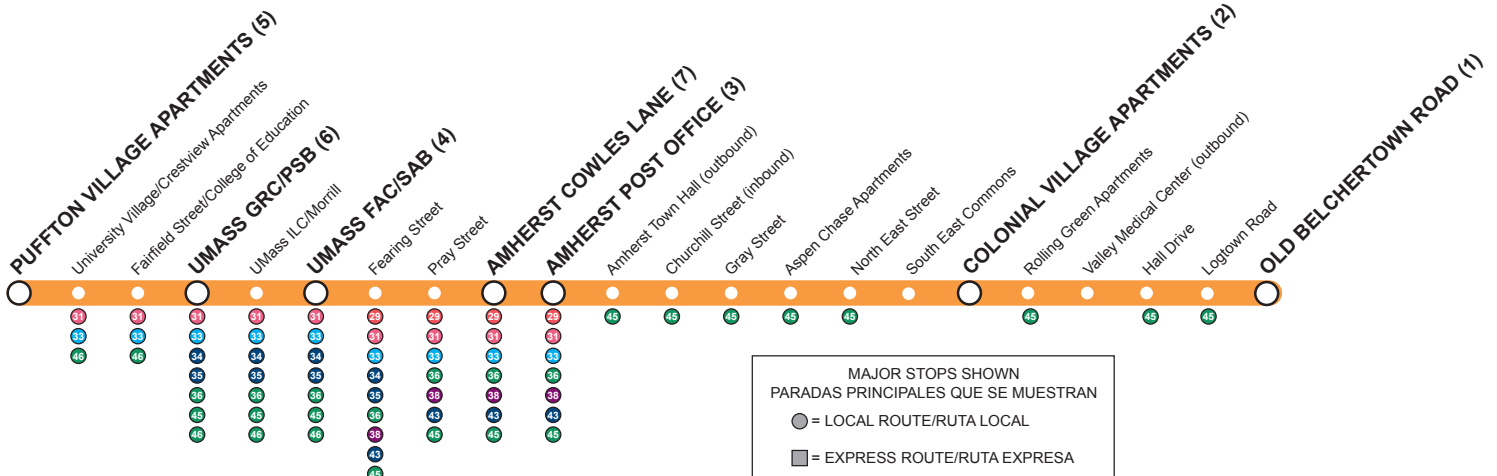 PUFFTON VILLAGE APARTMENTS (5)
University Village/Crestview Apartments
Fairfield Street/College of Education
UMASS GRC/PSB (6)
UMass ILC/Morrill
UMASS FAC/SAB (4)
Fearing Street
Pray Street
AMHERST COWLES LANE (7)
AMHERST POST OFFICE (3)
Amherst Town Hall (outbound)
Churchill Street (inbound)
Gray Street
Aspen Chase Apartments
North East Street
South East Commons
COLONIAL VILLAGE APARTMENTS (2)
Rolling Green Apartments
Valley Medical Center (outbound)
Hall Drive
Logtown Road
OLD BELCHERTOWN ROAD (1)
31 31 31 31 31 29 29 29 29 45 45 45 45 45 45 45 45
33 33 33 33 33 31 31 31 31
46 46 34 34 34 33 33 33 33
35 35 35 34 36 36 36
36 36 36 35 38 38 38
45 45 45 36 43 43 43
46 46 46 38 45 45 45
43
45
MAJOR STOPS SHOWN
PARADAS PRINCIPALES QUE SE MUESTRAN
= LOCAL ROUTE/RUTA LOCAL
= EXPRESS ROUTE/RUTA EXPRESA